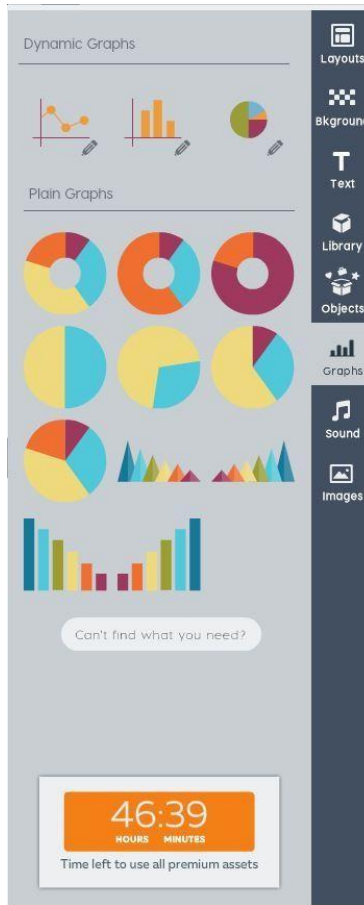 Dynamic Graphs
Plain Graphs
Can't find what you need?
46:39
HOURS MINUTES
Time left to use all premium assets
Layouts
Bkground
Text
Library
Objects
Graphs
Sound
Images